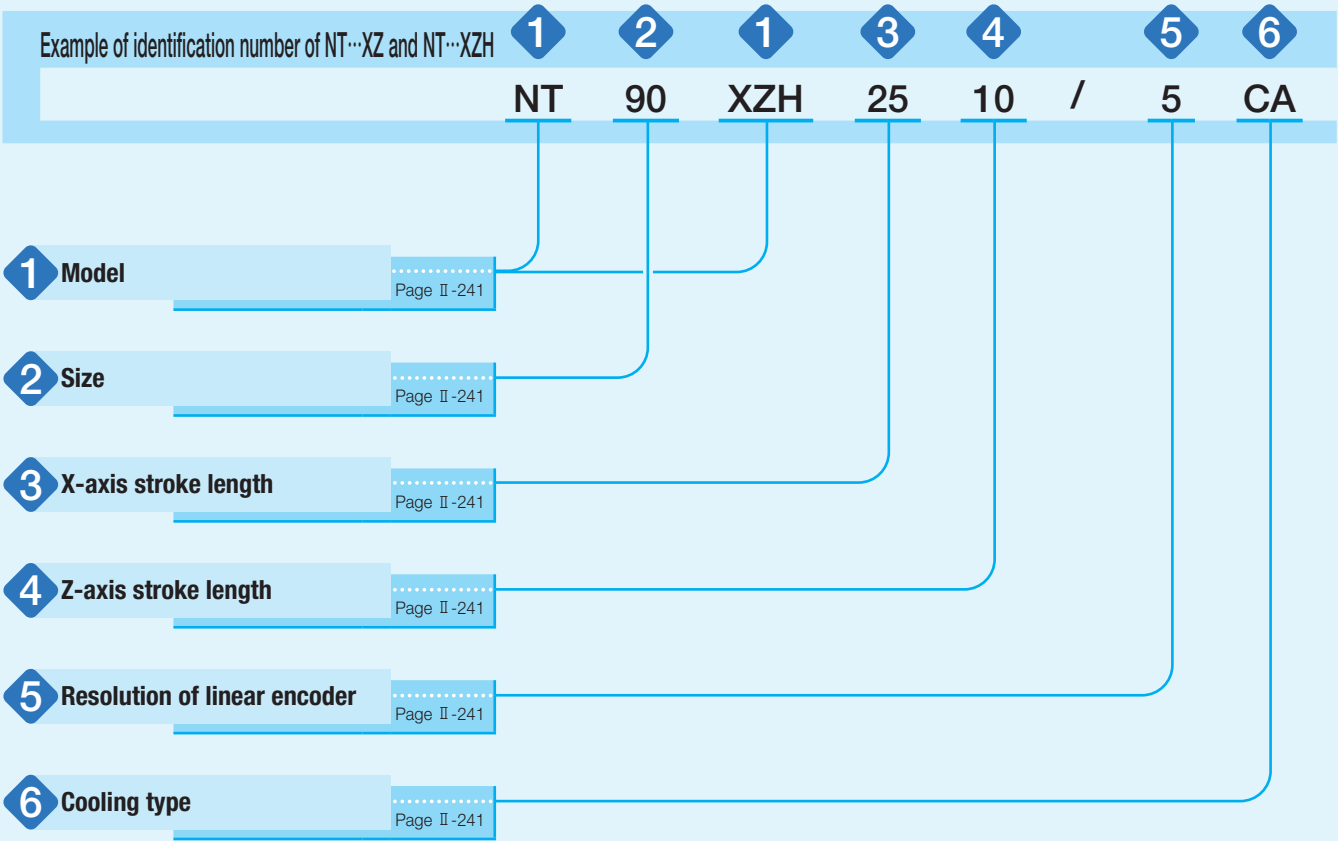 Example of identification number of NT…XZ and NT…XZH
1 2 1 3 4 5 6
NT 90 XZH 25 10 / 5 CA
1 Model
Page Ⅱ-241
2 Size
Page Ⅱ-241
3 X-axis stroke length
Page Ⅱ-241
4 Z-axis stroke length
Page Ⅱ-241
5 Resolution of linear encoder
Page Ⅱ-241
6 Cooling type
Page Ⅱ-241